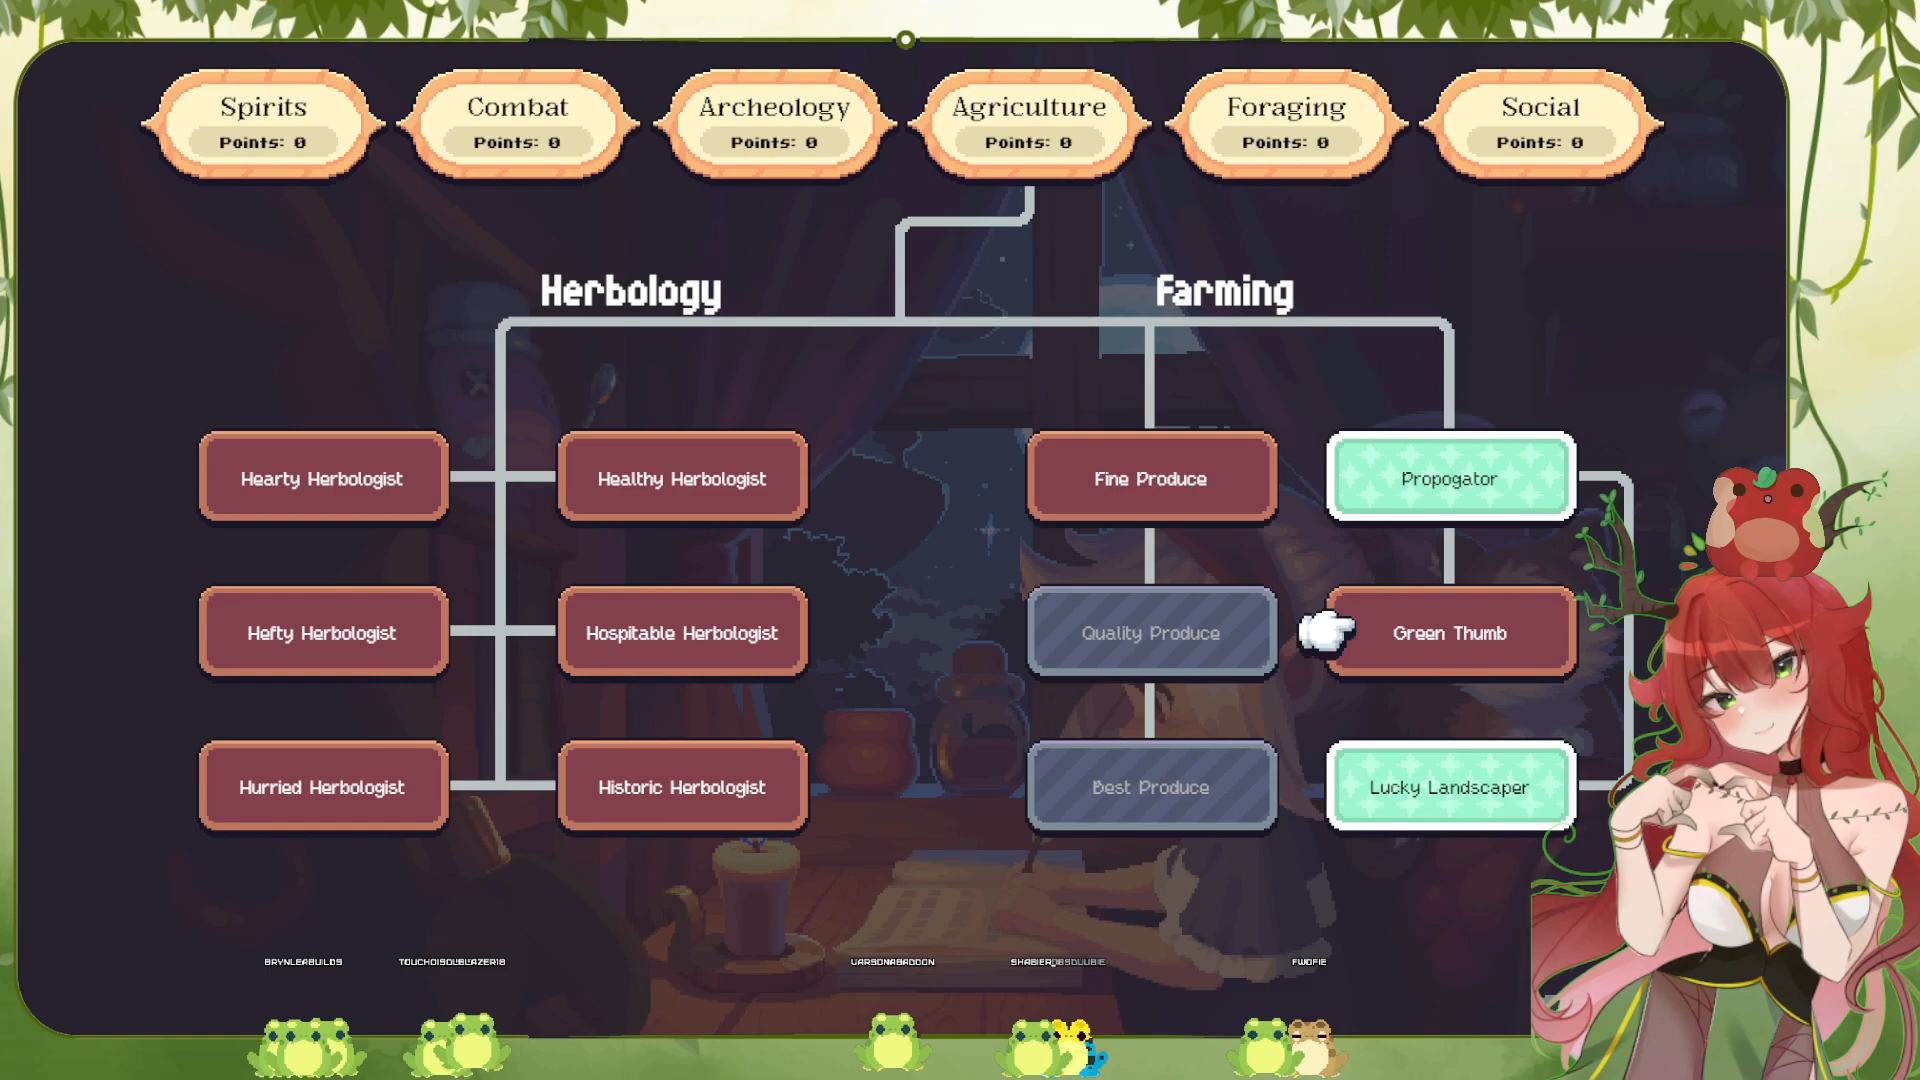 Spirits
Points: 0
Combat
Points: 0
Archeology
Points: 0
Agriculture
Points: 0
Foraging
Points: 0
Social
Points: 0
Herbology
Farming
Hearty Herbologist
Healthy Herbologist
Fine Produce
Propogator
Hefty Herbologist
Hospitable Herbologist
Quality Produce
Green Thumb
Hurried Herbologist
Historic Herbologist
Best Produce
Lucky Landscaper
FWOFIE